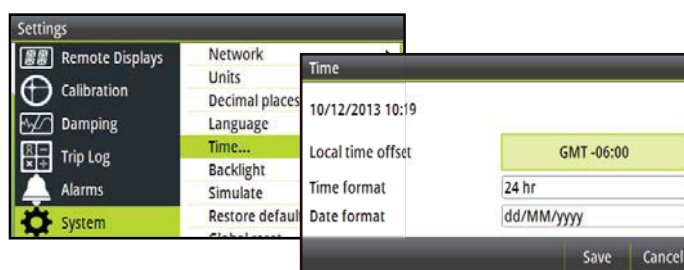 Settings
Remote Displays
Calibration
Damping
Trip Log
Alarms
System
Network
Units
Decimal places
Language
Time...
Backlight
Simulate
Restore defaul
Time
10/12/2013 10:19
Local time offset GMT -06:00
Time format 24 hr
Date format dd/MM/yyyy
Save Cancel